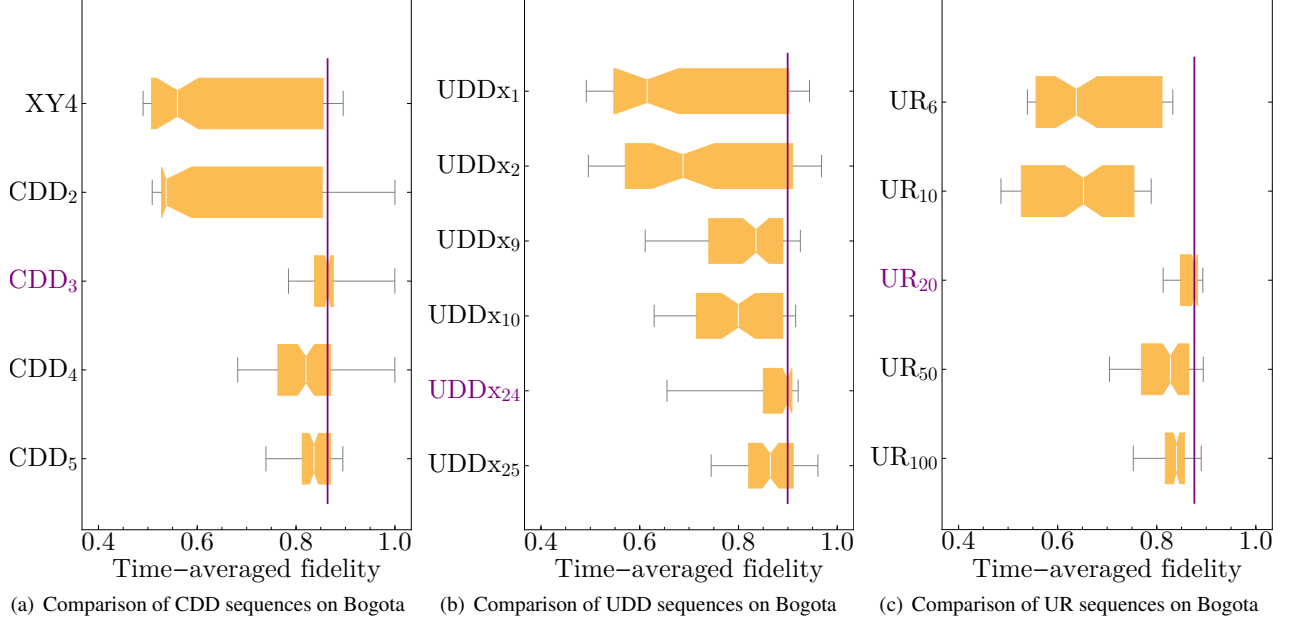 XY4
CDD₂
CDD₃
CDD₄
CDD₅
0.4 0.6 0.8 1.0
Time−averaged fidelity
(a) Comparison of CDD sequences on Bogota
UDDx₁
UDDx₂
UDDx₉
UDDx₁₀
UDDx₂₄
UDDx₂₅
0.4 0.6 0.8 1.0
Time−averaged fidelity
(b) Comparison of UDD sequences on Bogota
UR₆
UR₁₀
UR₂₀
UR₅₀
UR₁₀₀
0.4 0.6 0.8 1.0
Time−averaged fidelity
(c) Comparison of UR sequences on Bogota